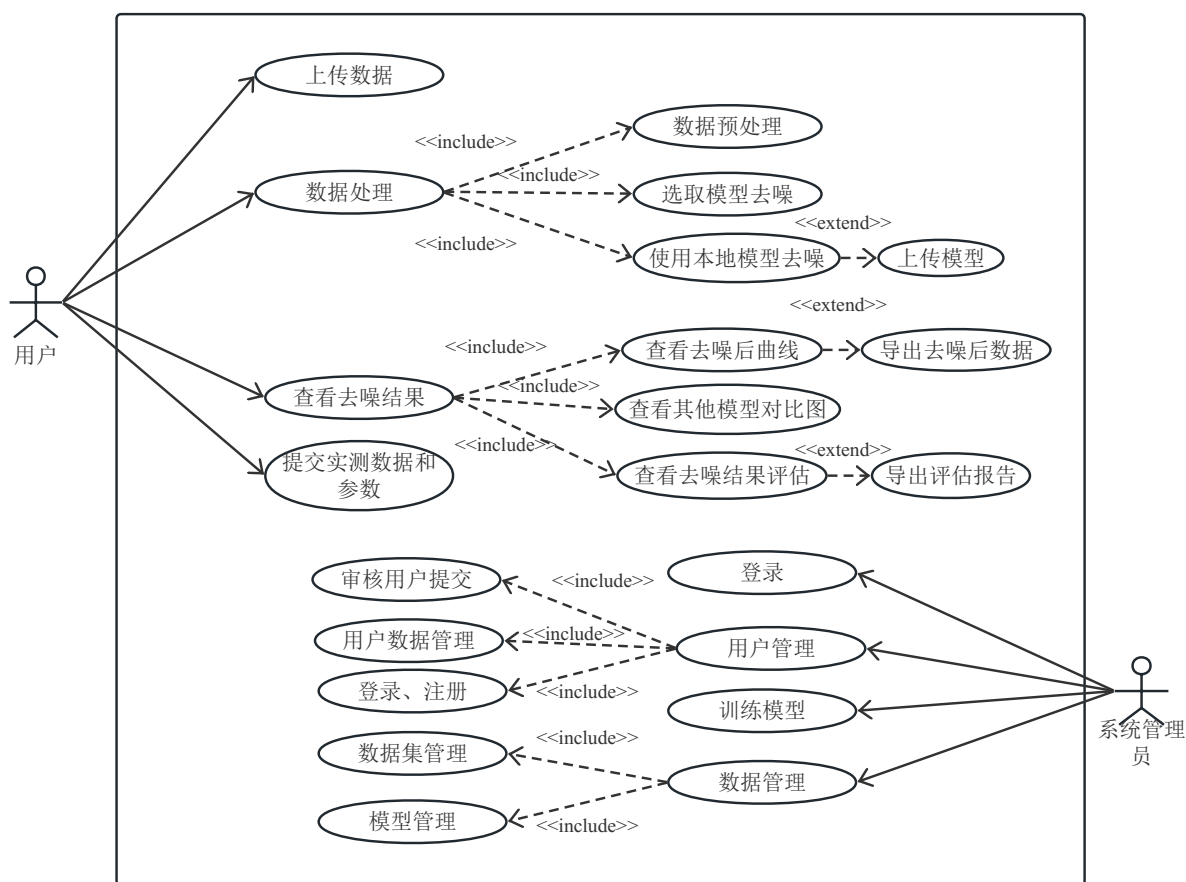 上传数据
数据预处理
<<include>>
<<include>>
数据处理
选取模型去噪
<<extend>>
<<include>>
使用本地模型去噪
上传模型
用户
<<extend>>
<<include>>
查看去噪后曲线
导出去噪后数据
<<include>>
查看去噪结果
查看其他模型对比图
<<include>>
<<extend>>
提交实测数据和
参数
查看去噪结果评估
导出评估报告
审核用户提交
<<include>>
登录
用户数据管理
<<include>>
用户管理
登录、注册
<<include>>
训练模型
系统管理
员
<<include>>
数据集管理
数据管理
模型管理
<<include>>